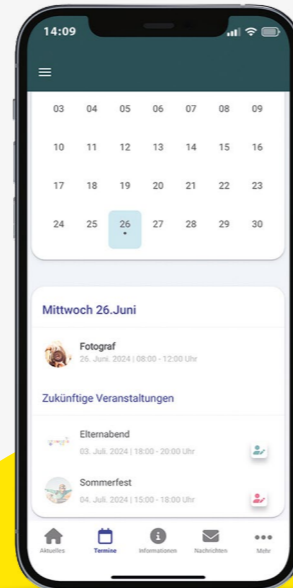 14:09
03 04 05 06 07 08 09
10 11 12 13 14 15 16
17 18 19 20 21 22 23
24 25 26 27 28 29 30
Mittwoch 26.Juni
Fotograf
26. Juni. 2024 | 08:00 - 12:00 Uhr
Zukünftige Veranstaltungen
Elternabend
03. Juli. 2024 | 18:00 - 20:00 Uhr
Sommerfest
04. Juli. 2024 | 15:00 - 18:00 Uhr
Aktuelles Termine Informationen Nachrichten Mehr